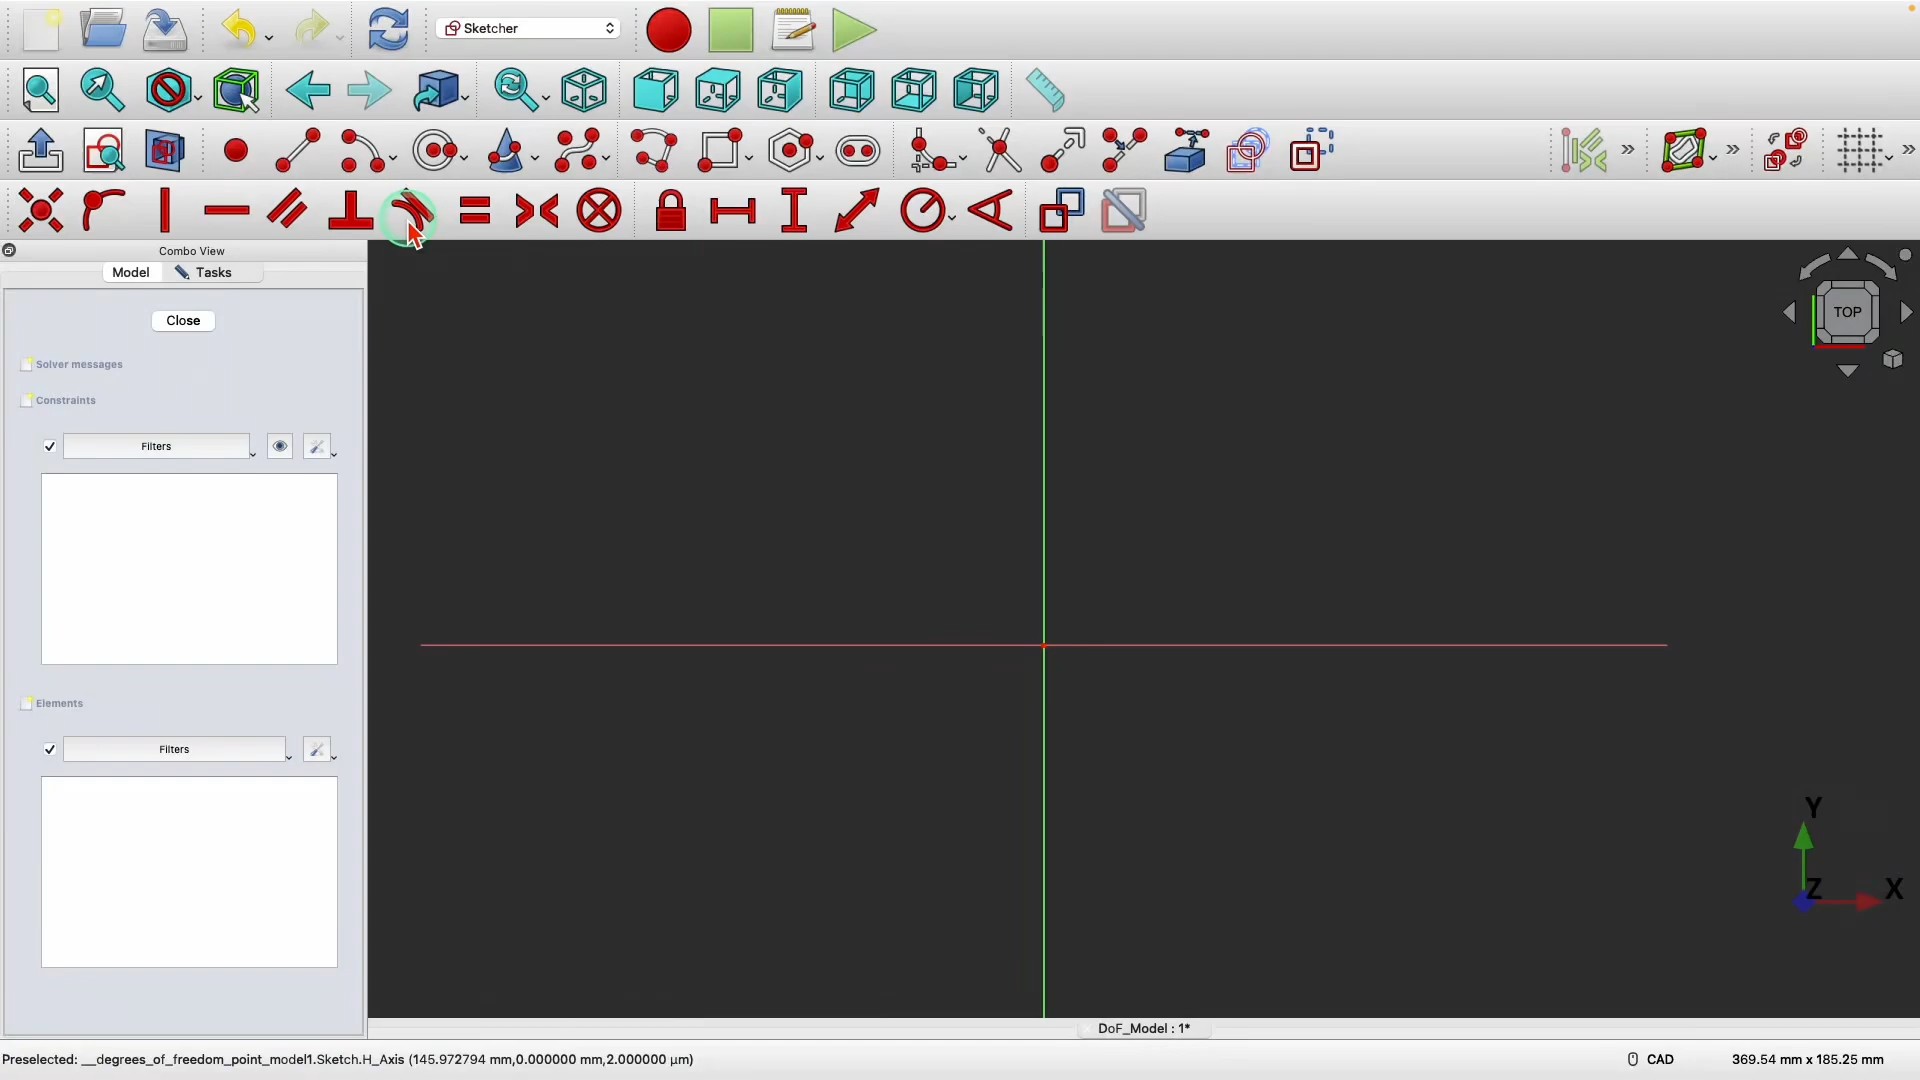 Sketcher
Combo View
Model
Tasks
Close
Solver messages
Constraints
Filters
Elements
Filters
TOP
Y
Z
X
DoF_Model : 1*
Preselected: __degrees_of_freedom_point_model1.Sketch.H_Axis (145.972794 mm,0.000000 mm,2.000000 µm)
CAD
369.54 mm x 185.25 mm